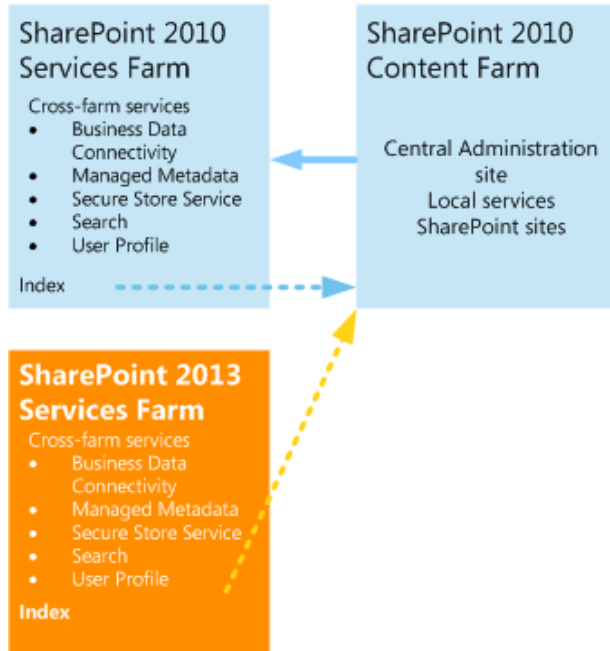 SharePoint 2010
Services Farm
Cross-farm services
• Business Data
Connectivity
• Managed Metadata
• Secure Store Service
• Search
• User Profile
Index
SharePoint 2010
Content Farm
Central Administration
site
Local services
SharePoint sites
SharePoint 2013
Services Farm
Cross-farm services
• Business Data
Connectivity
• Managed Metadata
• Secure Store Service
• Search
• User Profile
Index